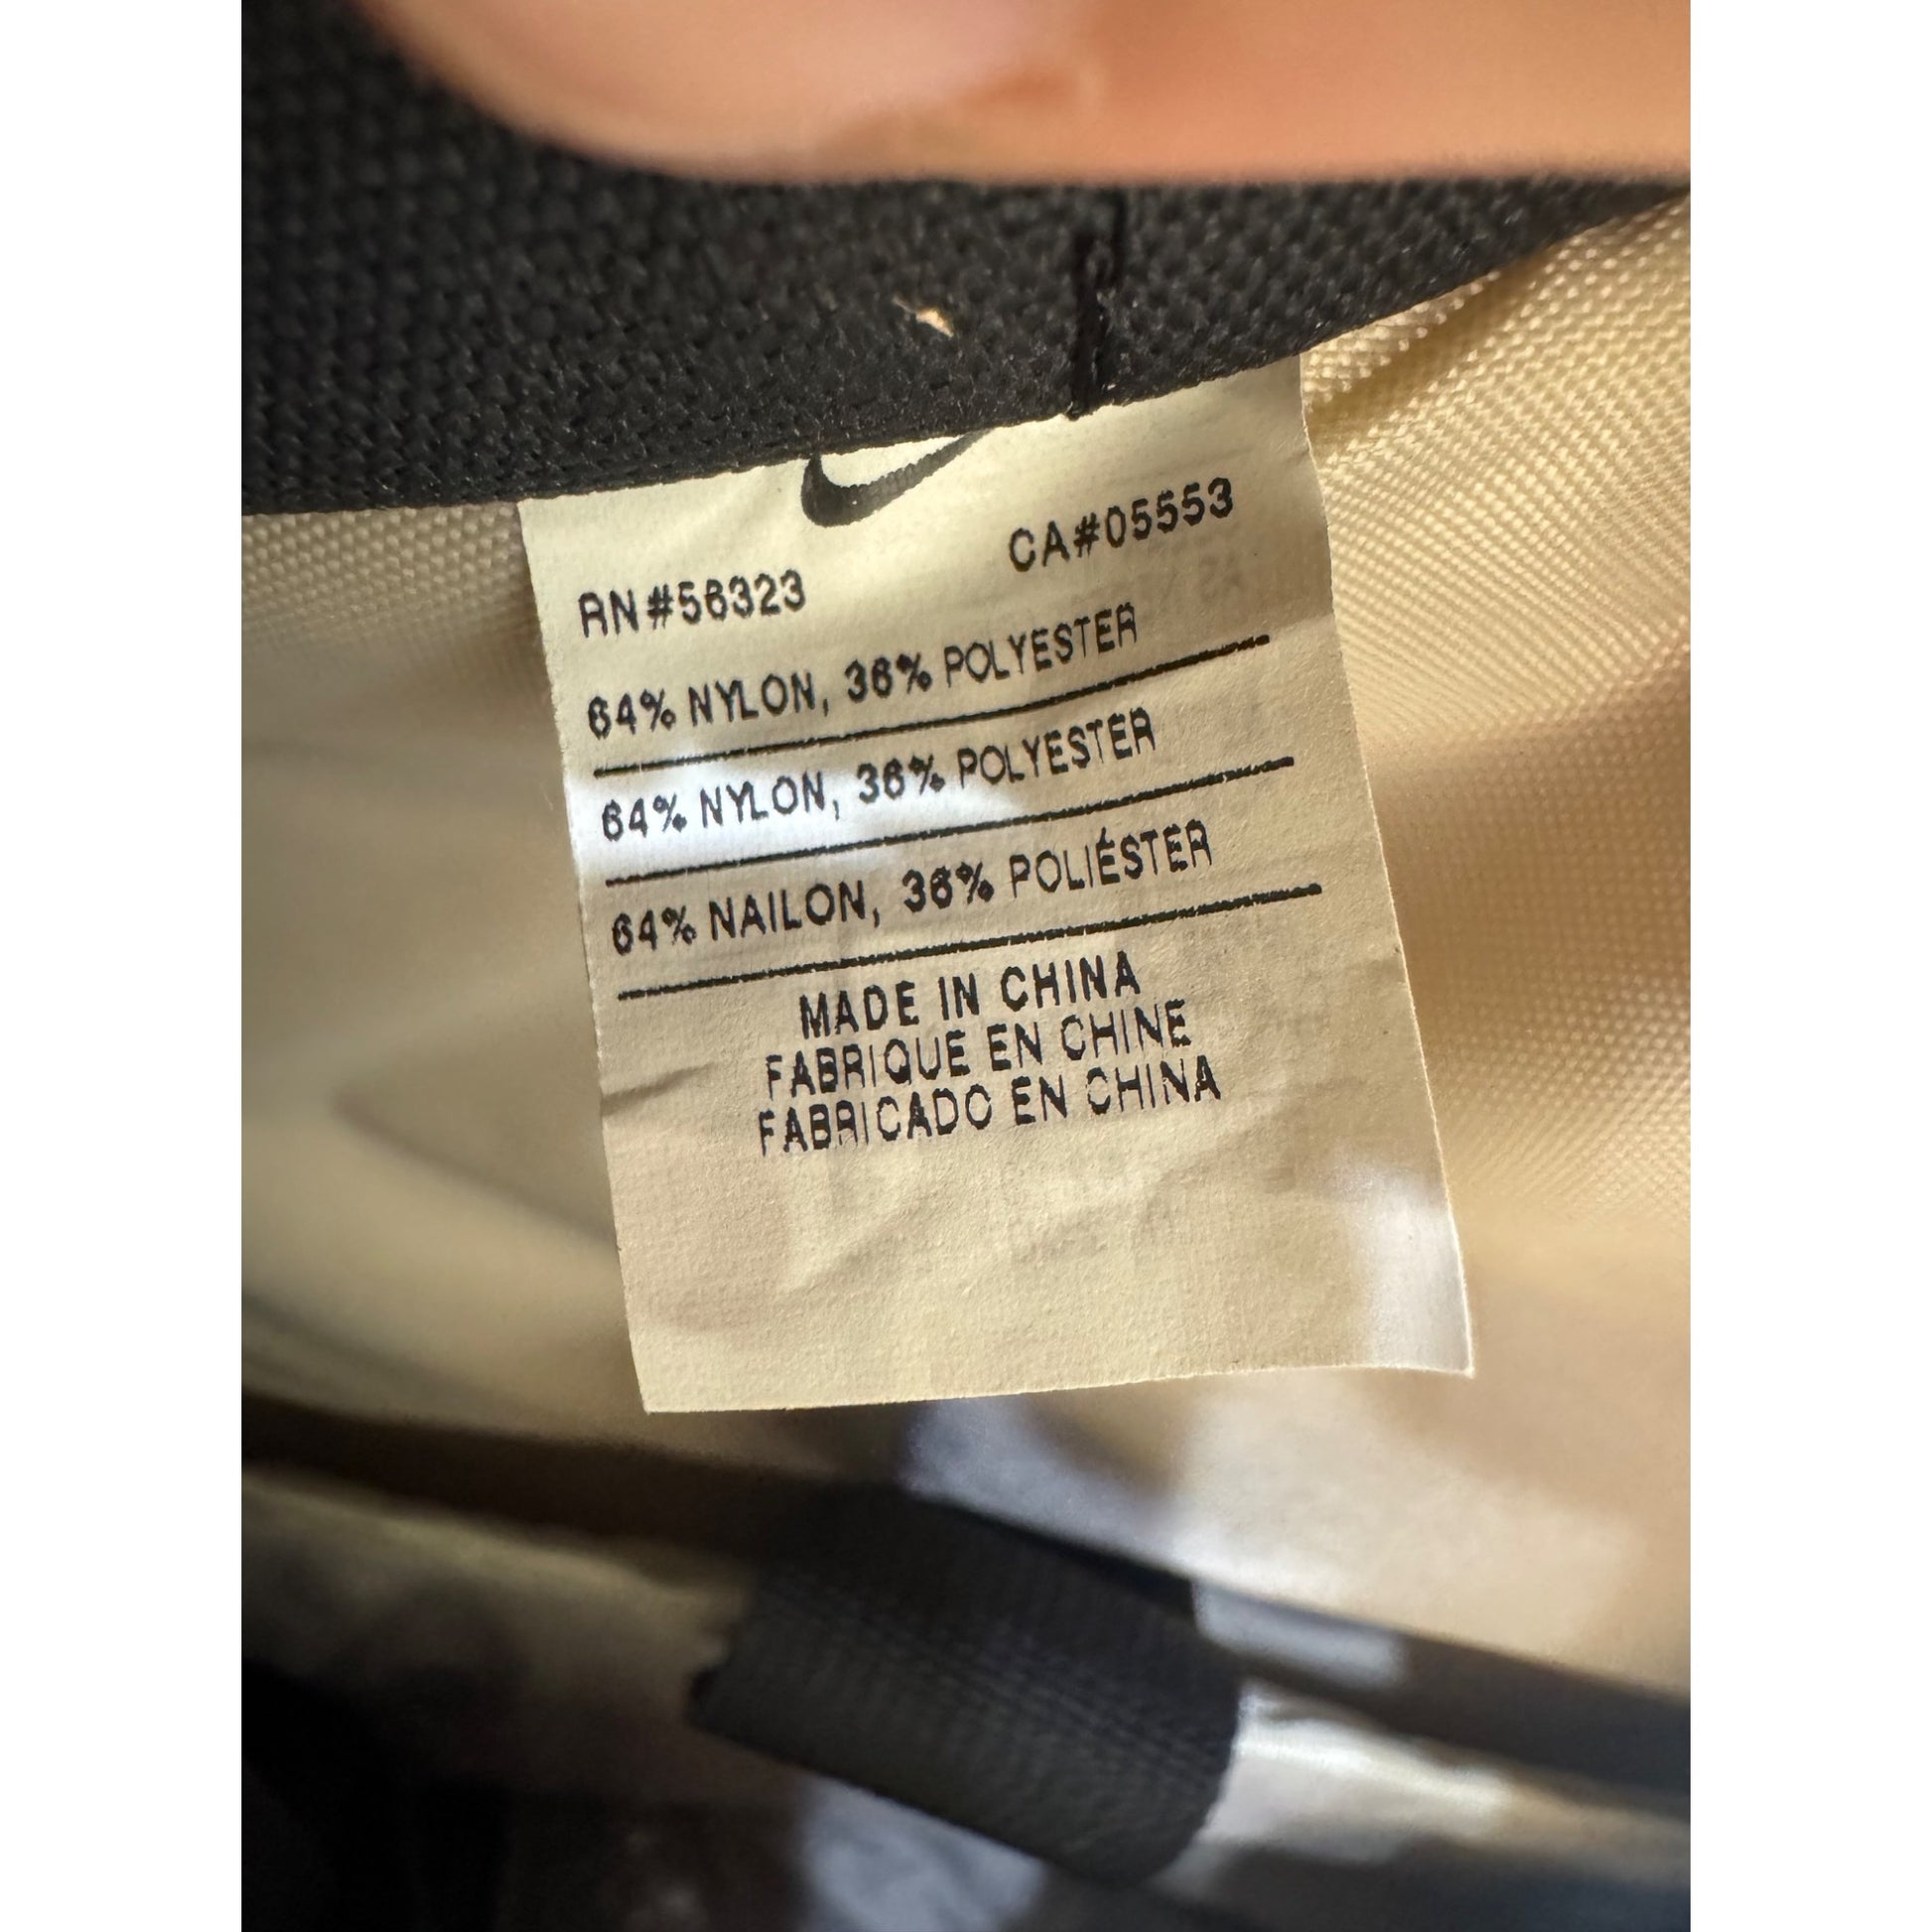 RN#56323 CA#05553
64% NYLON, 36% POLYESTER
64% NYLON, 36% POLYESTER
64% NAILON, 36% POLIÉSTER
MADE IN CHINA
FABRIQUE EN CHINE
FABRICADO EN CHINA